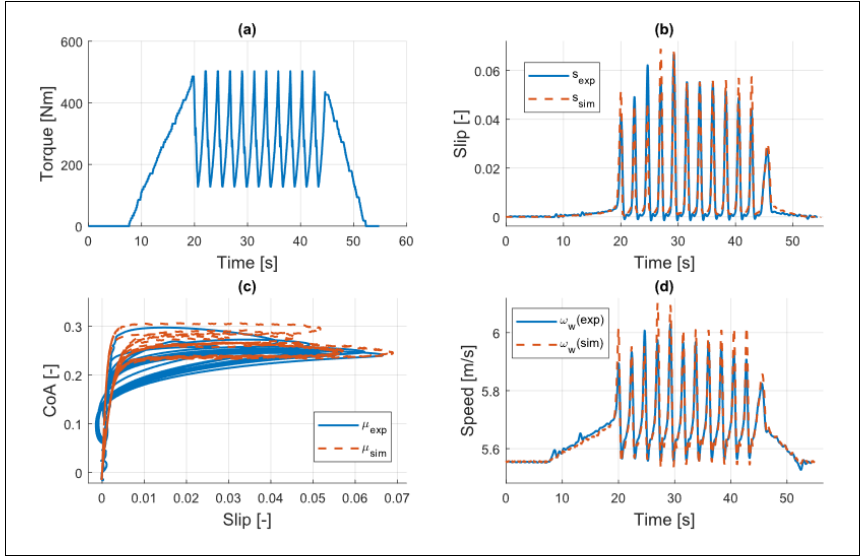 (a)
600
400
200
0
Torque [Nm]
0 10 20 30 40 50 60
Time [s]
(b)
0.06
0.04
0.02
0
Slip [-]
s_exp
s_sim
0 10 20 30 40 50
Time [s]
(c)
0.3
0.2
0.1
0
CoA [-]
μ_exp
μ_sim
0 0.01 0.02 0.03 0.04 0.05 0.06 0.07
Slip [-]
(d)
6
5.8
5.6
Speed [m/s]
ω_w(exp)
ω_w(sim)
0 10 20 30 40 50
Time [s]